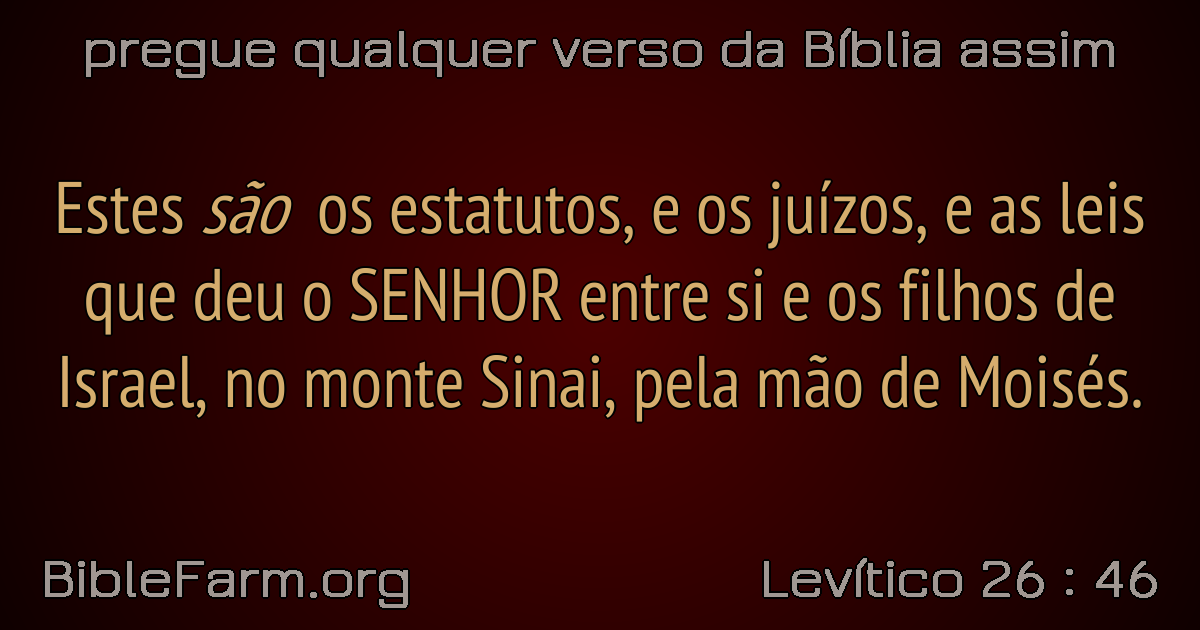 pregue qualquer verso da Bíblia assim
Estes são os estatutos, e os juízos, e as leis
que deu o SENHOR entre si e os filhos de
Israel, no monte Sinai, pela mão de Moisés.
BibleFarm.org
Levítico 26 : 46